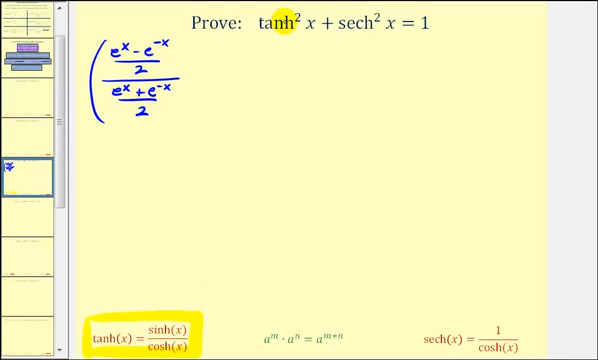 Prove: tanh² x + sech² x = 1
( ((eˣ − e⁻ˣ)/2) / ((eˣ + e⁻ˣ)/2)
tanh(x) = sinh(x)/cosh(x)
aᵐ · aⁿ = aᵐ⁺ⁿ
sech(x) = 1/cosh(x)